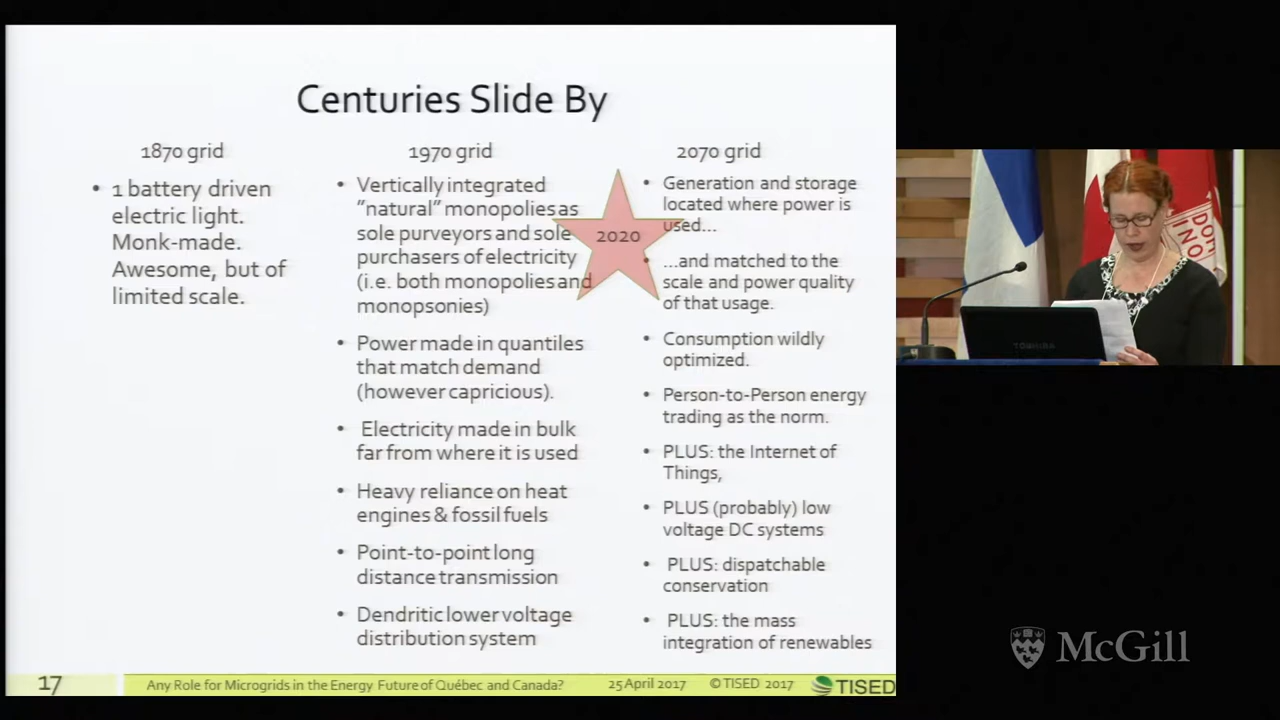 Centuries Slide By
1870 grid
• 1 battery driven
electric light.
Monk-made.
Awesome, but of
limited scale.
1970 grid
• Vertically integrated
"natural" monopolies as
sole purveyors and sole
purchasers of electricity
(i.e. both monopolies and
monopsonies)
• Power made in quantiles
that match demand
(however capricious).
• Electricity made in bulk
far from where it is used
• Heavy reliance on heat
engines & fossil fuels
• Point-to-point long
distance transmission
• Dendritic lower voltage
distribution system
2020
2070 grid
• Generation and storage
located where power is
used...
• ...and matched to the
scale and power quality
of that usage.
• Consumption wildly
optimized.
• Person-to-Person energy
trading as the norm.
• PLUS: the Internet of
Things,
• PLUS (probably) low
voltage DC systems
• PLUS: dispatchable
conservation
• PLUS: the mass
integration of renewables
17
Any Role for Microgrids in the Energy Future of Québec and Canada?
25 April 2017
© TISED 2017
TISED
TOSHIBA
McGill